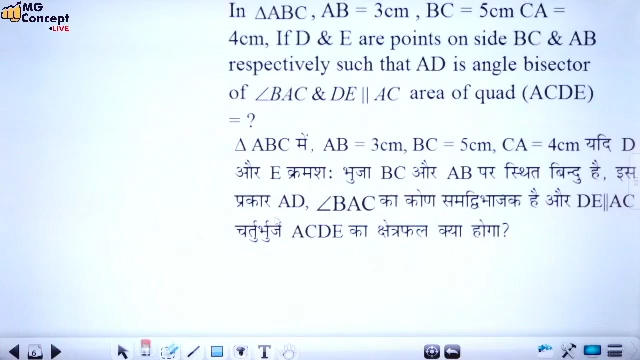 MG
Concept
LIVE
In ΔABC , AB = 3cm , BC = 5cm CA =
4cm, If D & E are points on side BC & AB
respectively such that AD is angle bisector
of ∠BAC & DE || AC area of quad (ACDE)
= ?
Δ ABC में, AB = 3cm, BC = 5cm, CA = 4cm यदि D
और E क्रमशः भुजा BC और AB पर स्थित बिन्दु है, इस
प्रकार AD, ∠BAC का कोण समद्विभाजक है और DE||AC
चर्तुर्भुज ACDE का क्षेत्रफल क्या होगा?
6
T